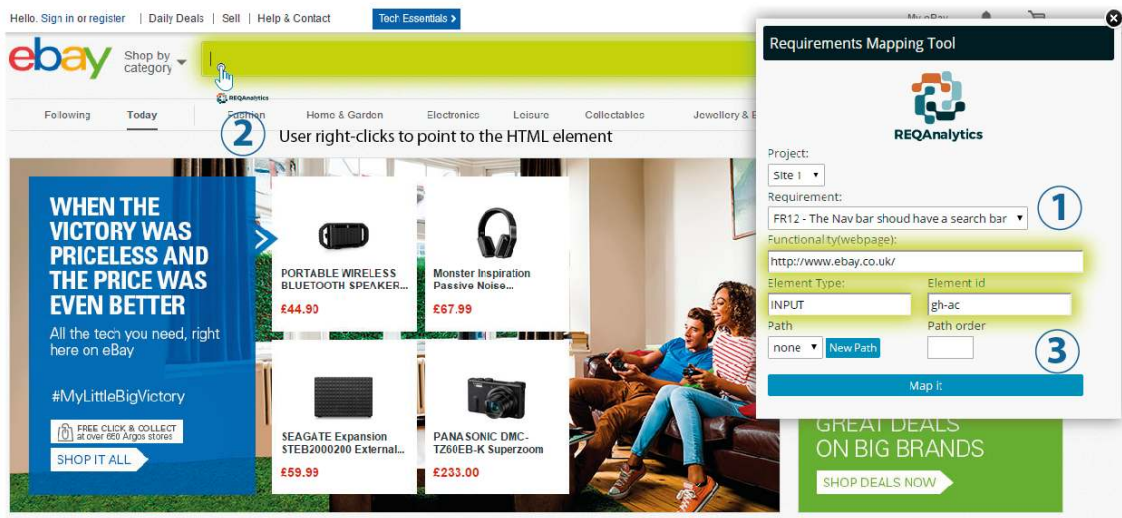 Hello. Sign in or register | Daily Deals | Sell | Help & Contact
Tech Essentials >
My eBay
ebay
Shop by
category
REQAnalytics
Following
Today
Fashion
Home & Garden
Electronics
Leisure
Collectables
Jewellery &
2
User right-clicks to point to the HTML element
WHEN THE
VICTORY WAS
PRICELESS AND
THE PRICE WAS
EVEN BETTER
All the tech you need, right
here on eBay
#MyLittleBigVictory
FREE CLICK & COLLECT
at over 650 Argos stores
SHOP IT ALL
PORTABLE WIRELESS
BLUETOOTH SPEAKER...
£44.90
Monster Inspiration
Passive Noise...
£67.99
SEAGATE Expansion
STEB2000200 External...
£59.99
PANASONIC DMC-
TZ60EB-K Superzoom
£233.00
Requirements Mapping Tool
REQAnalytics
Project:
Site 1
Requirement:
FR12 - The Nav bar shoud have a search bar
1
Functionality(webpage):
http://www.ebay.co.uk/
Element Type:
Element id
INPUT
gh-ac
Path
Path order
none
New Path
3
Map it
GREAT DEALS
ON BIG BRANDS
SHOP DEALS NOW